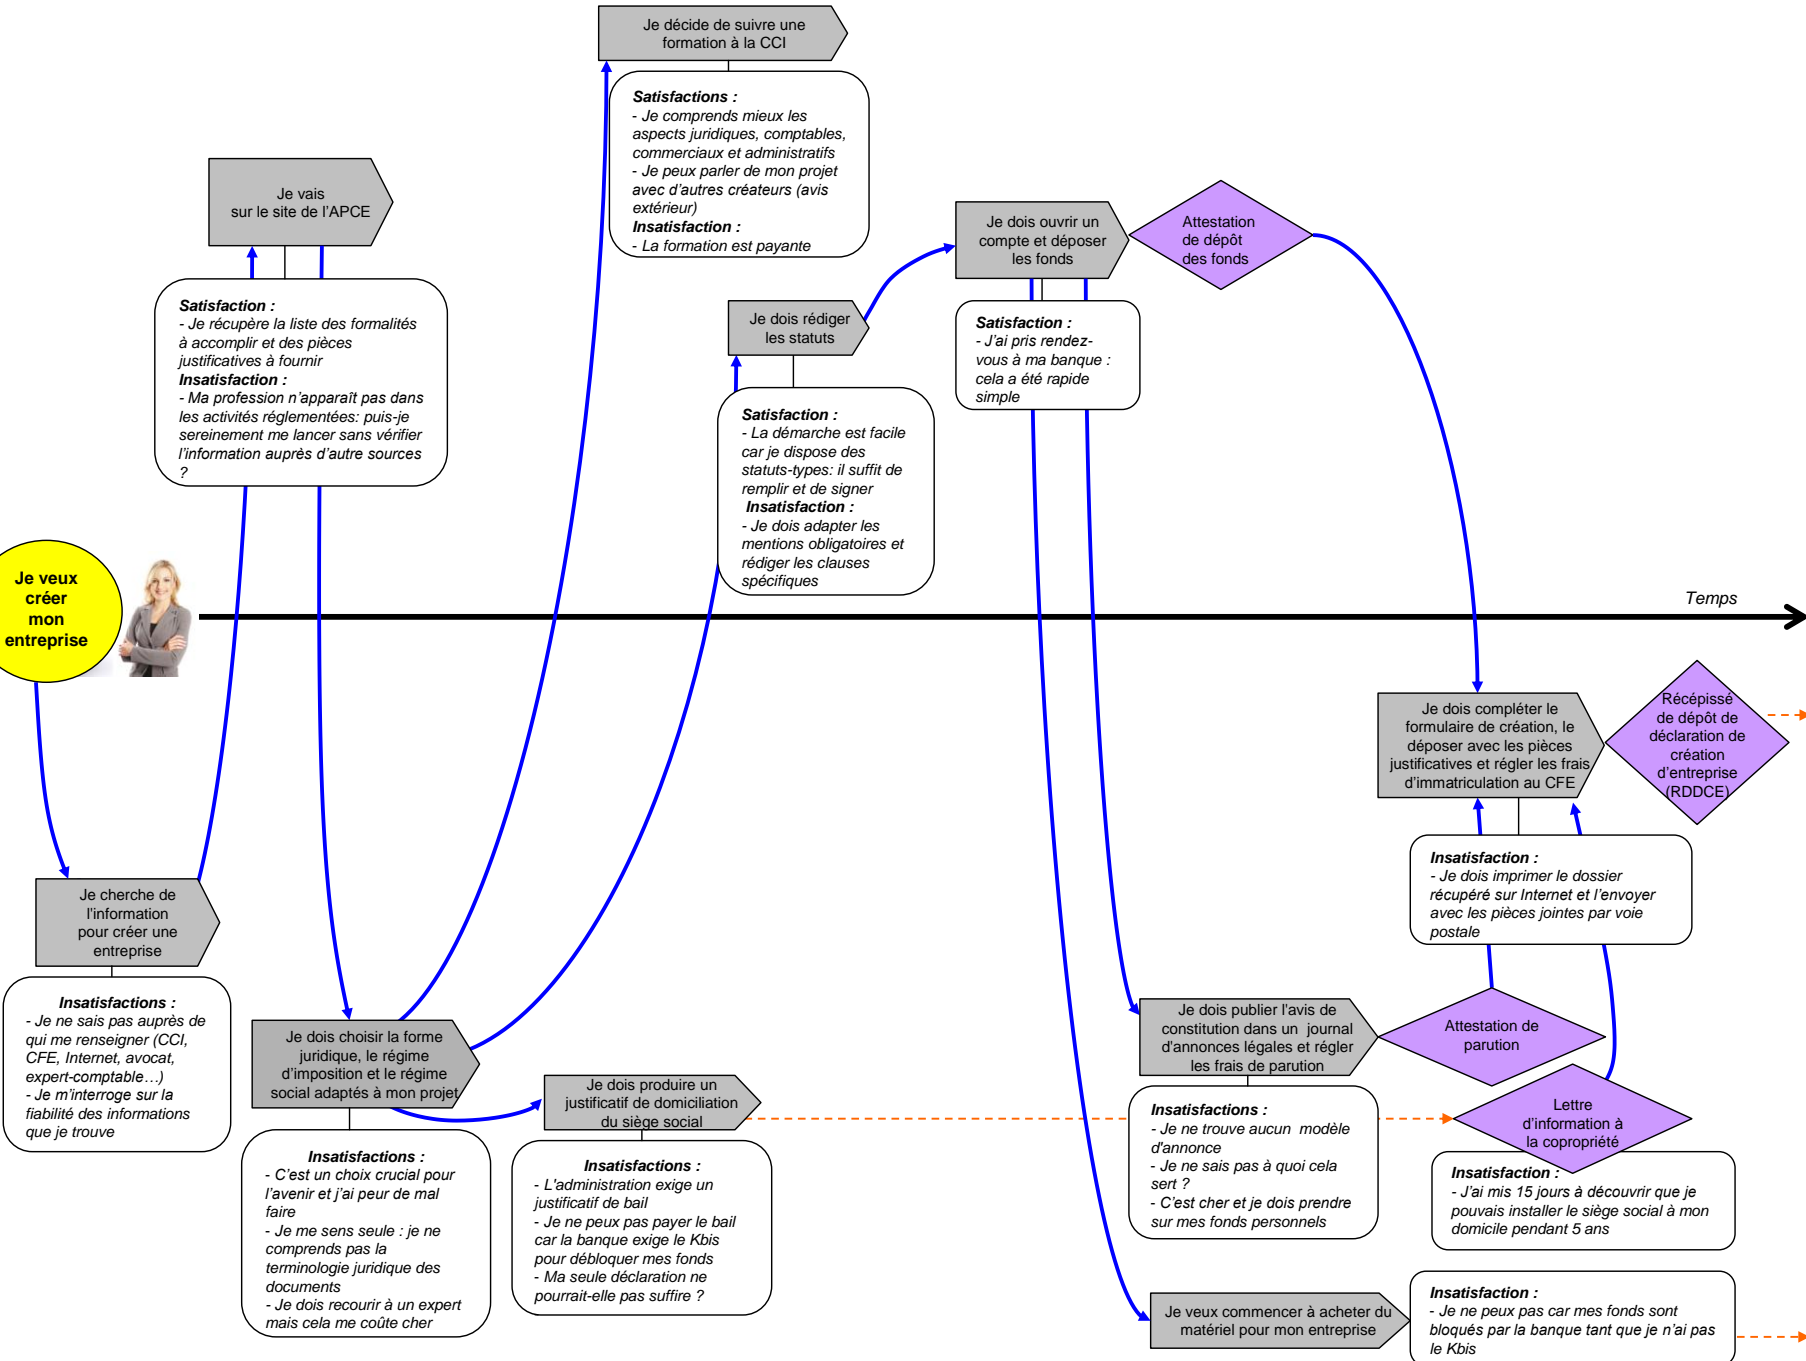 Je décide de suivre une
formation à la CCI
Satisfactions :
- Je comprends mieux les
aspects juridiques, comptables,
commerciaux et administratifs
- Je peux parler de mon projet
avec d'autres créateurs (avis
extérieur)
Insatisfaction :
- La formation est payante
Je vais
sur le site de l'APCE
Satisfaction :
- Je récupère la liste des formalités
à accomplir et des pièces
justificatives à fournir
Insatisfaction :
- Ma profession n'apparaît pas dans
les activités réglementées: puis-je
sereinement me lancer sans vérifier
l'information auprès d'autre sources
?
Je dois ouvrir un
compte et déposer
les fonds
Attestation
de dépôt
des fonds
Satisfaction :
- J'ai pris rendez-
vous à ma banque :
cela a été rapide
simple
Je dois rédiger
les statuts
Satisfaction :
- La démarche est facile
car je dispose des
statuts-types: il suffit de
remplir et de signer
Insatisfaction :
- Je dois adapter les
mentions obligatoires et
rédiger les clauses
spécifiques
Je veux
créer
mon
entreprise
Temps
Je dois compléter le
formulaire de création, le
déposer avec les pièces
justificatives et régler les frais
d'immatriculation au CFE
Récépissé
de dépôt de
déclaration de
création
d'entreprise
(RDDCE)
Insatisfaction :
- Je dois imprimer le dossier
récupéré sur Internet et l'envoyer
avec les pièces jointes par voie
postale
Je cherche de
l'information
pour créer une
entreprise
Insatisfactions :
- Je ne sais pas auprès de
qui me renseigner (CCI,
CFE, Internet, avocat,
expert-comptable…)
- Je m'interroge sur la
fiabilité des informations
que je trouve
Je dois choisir la forme
juridique, le régime
d'imposition et le régime
social adaptés à mon projet
Insatisfactions :
- C'est un choix crucial pour
l'avenir et j'ai peur de mal
faire
- Je me sens seule : je ne
comprends pas la
terminologie juridique des
documents
- Je dois recourir à un expert
mais cela me coûte cher
Je dois produire un
justificatif de domiciliation
du siège social
Insatisfactions :
- L'administration exige un
justificatif de bail
- Je ne peux pas payer le bail
car la banque exige le Kbis
pour débloquer mes fonds
- Ma seule déclaration ne
pourrait-elle pas suffire ?
Je dois publier l'avis de
constitution dans un journal
d'annonces légales et régler
les frais de parution
Attestation de
parution
Insatisfactions :
- Je ne trouve aucun modèle
d'annonce
- Je ne sais pas à quoi cela
sert ?
- C'est cher et je dois prendre
sur mes fonds personnels
Lettre
d'information à
la copropriété
Insatisfaction :
- J'ai mis 15 jours à découvrir que je
pouvais installer le siège social à mon
domicile pendant 5 ans
Je veux commencer à acheter du
matériel pour mon entreprise
Insatisfaction :
- Je ne peux pas car mes fonds sont
bloqués par la banque tant que je n'ai pas
le Kbis